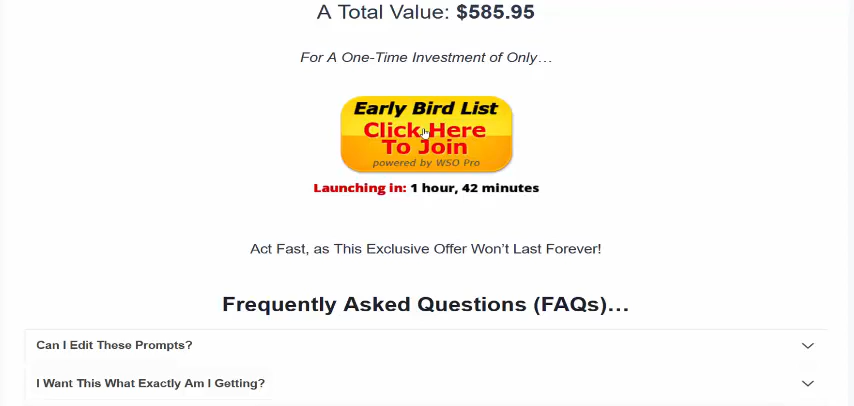 A Total Value: $585.95
For A One-Time Investment of Only…
Early Bird List
Click Here
To Join
powered by WSO Pro
Launching in: 1 hour, 42 minutes
Act Fast, as This Exclusive Offer Won’t Last Forever!
Frequently Asked Questions (FAQs)…
Can I Edit These Prompts?
I Want This What Exactly Am I Getting?